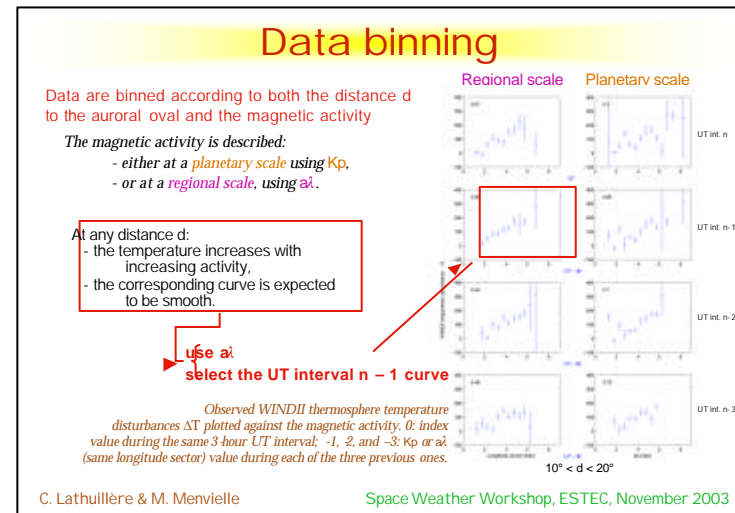 Data binning
Data are binned according to both the distance d
to the auroral oval and the magnetic activity
The magnetic activity is described:
- either at a planetary scale using Kp,
- or at a regional scale, using aλ.
At any distance d:
- the temperature increases with
increasing activity,
- the corresponding curve is expected
to be smooth.
use aλ
select the UT interval n – 1 curve
Observed WINDII thermosphere temperature
disturbances ΔT plotted against the magnetic activity. 0: index
value during the same 3-hour UT interval; -1, -2, and –3: Kp or aλ
(same longitude sector) value during each of the three previous ones.
Regional scale
Planetary scale
UT int. n
UT int. n-1
UT int. n-2
UT int. n-3
10° < d < 20°
C. Lathuillère & M. Menvielle
Space Weather Workshop, ESTEC, November 2003